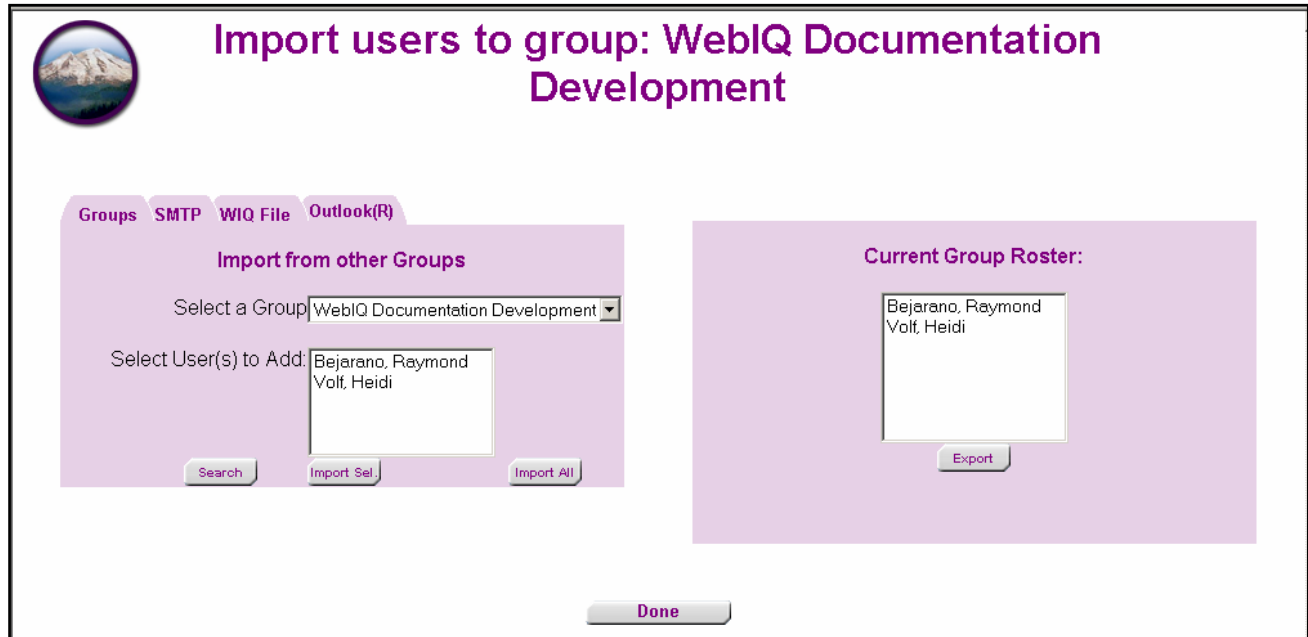 Import users to group: WebIQ Documentation
Development
Groups SMTP WIQ File Outlook(R)
Import from other Groups
Select a Group WebIQ Documentation Development
Select User(s) to Add: Bejarano, Raymond
Volf, Heidi
Search Import Sel. Import All
Current Group Roster:
Bejarano, Raymond
Volf, Heidi
Export
Done